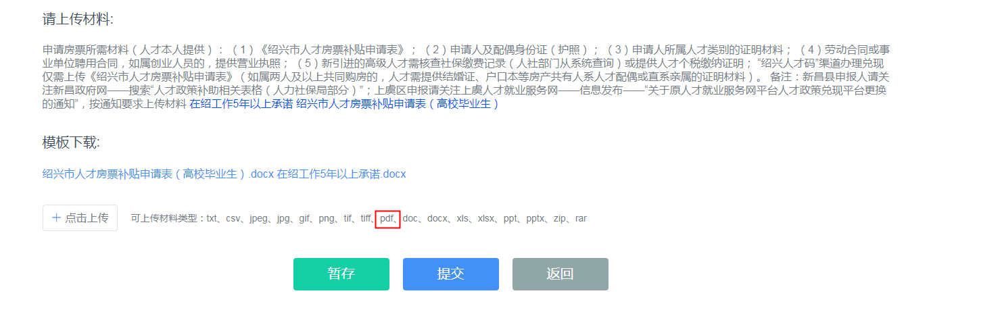 请上传材料:
申请房票所需材料（人才本人提供）：（1）《绍兴市人才房票补贴申请表》；（2）申请人及配偶身份证（护照）；（3）申请人所属人才类别的证明材料；（4）劳动合同或事
业单位聘用合同，如属创业人员的，提供营业执照；（5）新引进的高级人才需核查社保缴费记录（人社部门从系统查询）或提供人才个税缴纳证明； “绍兴人才码”渠道办理兑现
仅需上传《绍兴市人才房票补贴申请表》（如属两人及以上共同购房的，人才需提供结婚证、户口本等房产共有人系人才配偶或直系亲属的证明材料）。 备注：新昌县申报人请关
注新昌政府网——搜索“人才政策补助相关表格（人力社保局部分）”；上虞区申报请关注上虞人才就业服务网——信息发布——“关于原人才就业服务网平台人才政策兑现平台更换
的通知”，按通知要求上传材料 在绍工作5年以上承诺 绍兴市人才房票补贴申请表（高校毕业生）
模板下载:
绍兴市人才房票补贴申请表（高校毕业生）.docx 在绍工作5年以上承诺.docx
+ 点击上传 可上传材料类型：txt、csv、jpeg、jpg、gif、png、tif、tiff、pdf、doc、docx、xls、xlsx、ppt、pptx、zip、rar
暂存 提交 返回